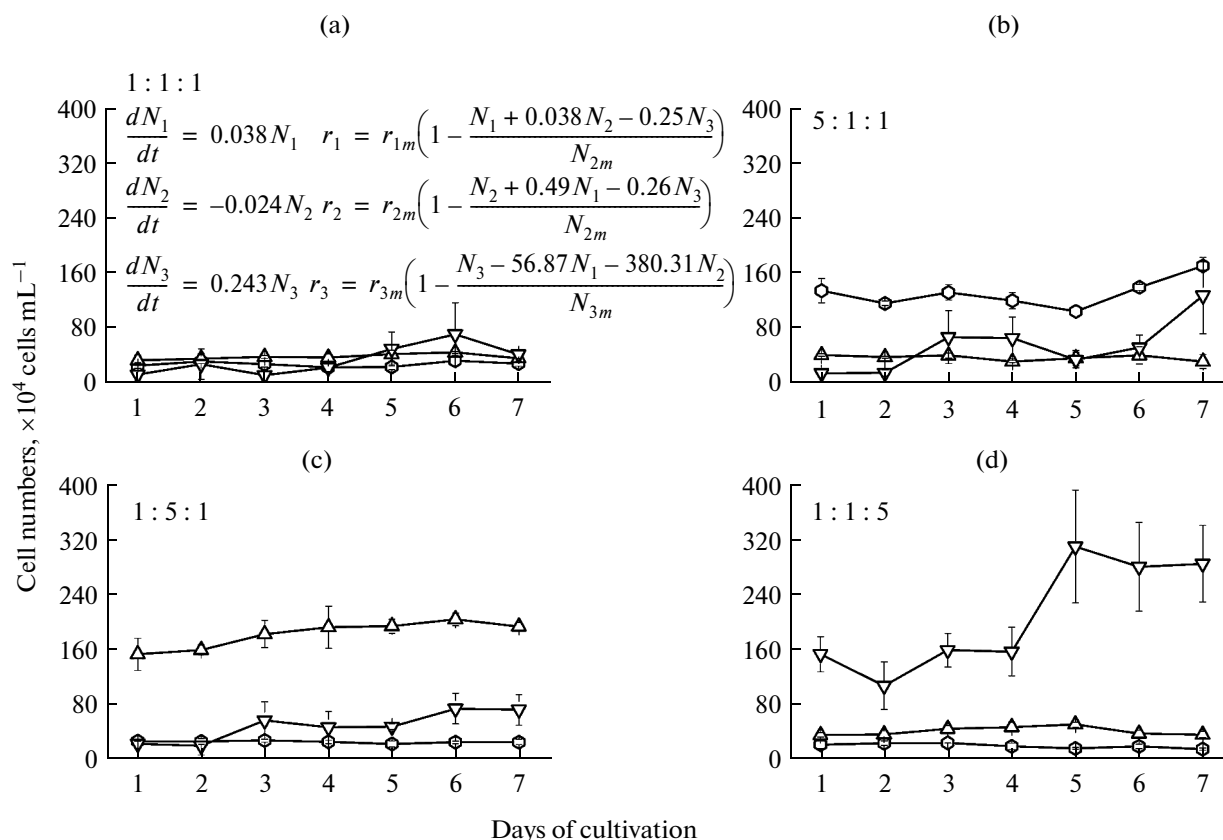 (a)
1 : 1 : 1
dN₁/dt = 0.038N₁ r₁ = r₁ₘ(1 − (N₁ + 0.038N₂ − 0.25N₃)/N₂ₘ)
dN₂/dt = −0.024N₂ r₂ = r₂ₘ(1 − (N₂ + 0.49N₁ − 0.26N₃)/N₂ₘ)
dN₃/dt = 0.243N₃ r₃ = r₃ₘ(1 − (N₃ − 56.87N₁ − 380.31N₂)/N₃ₘ)
400
320
240
160
80
0
1 2 3 4 5 6 7
(b)
5 : 1 : 1
400
320
240
160
80
0
1 2 3 4 5 6 7
Cell numbers, ×10⁴ cells mL⁻¹
(c)
1 : 5 : 1
400
320
240
160
80
0
1 2 3 4 5 6 7
(d)
1 : 1 : 5
400
320
240
160
80
0
1 2 3 4 5 6 7
Days of cultivation